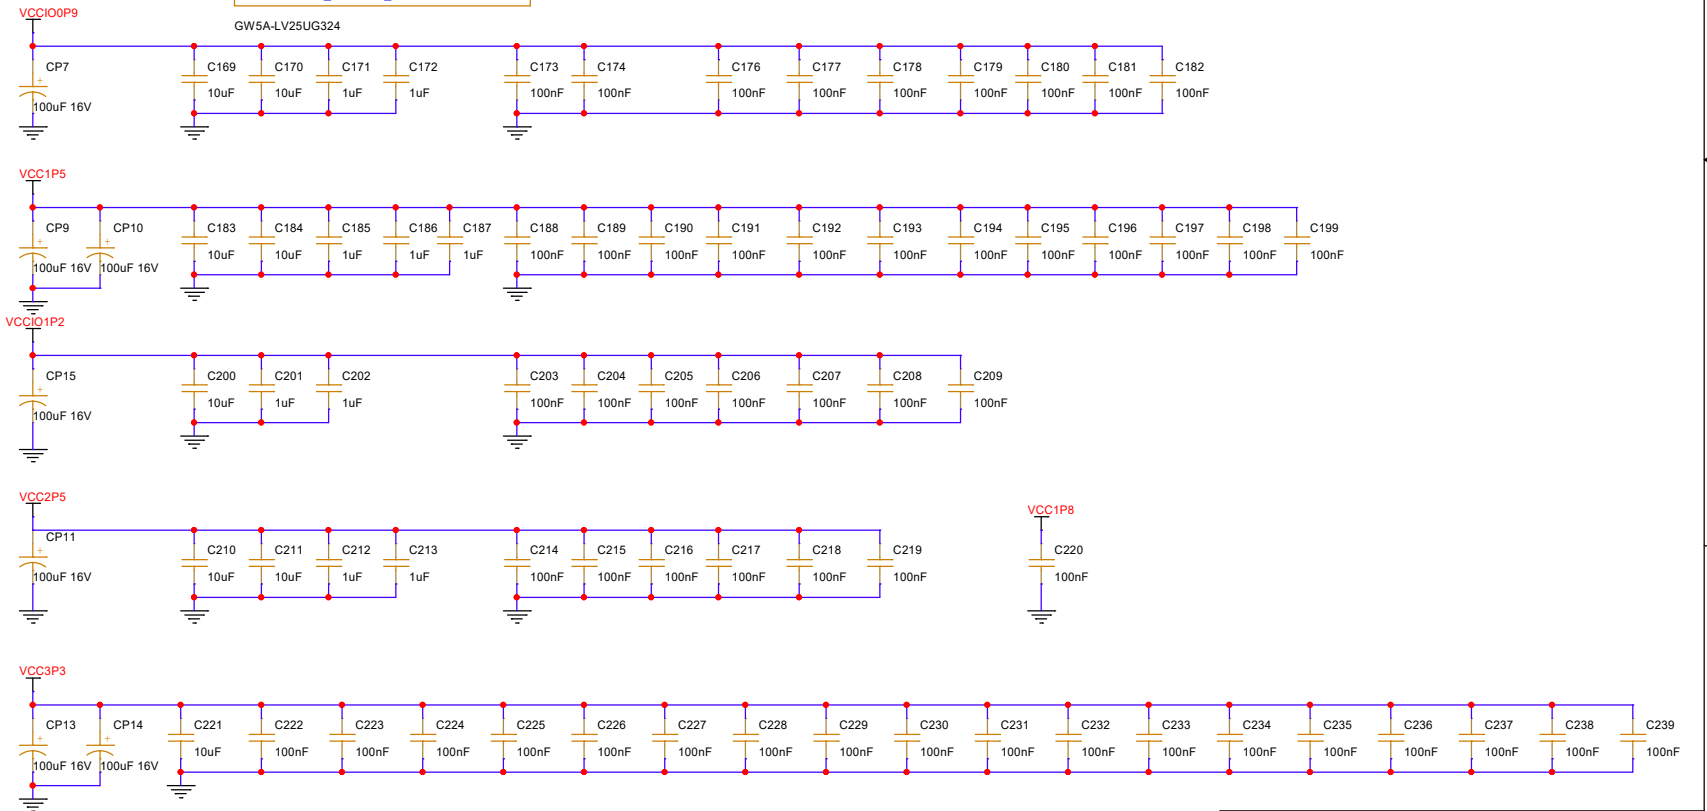 VCCIO0P9
GW5A-LV25UG324
CP7 C169 C170 C171 C172 C173 C174 C176 C177 C178 C179 C180 C181 C182
100uF 16V 10uF 10uF 1uF 1uF 100nF 100nF 100nF 100nF 100nF 100nF 100nF 100nF 100nF
VCC1P5
CP9 CP10 C183 C184 C185 C186 C187 C188 C189 C190 C191 C192 C193 C194 C195 C196 C197 C198 C199
100uF 16V 100uF 16V 10uF 10uF 1uF 1uF 1uF 100nF 100nF 100nF 100nF 100nF 100nF 100nF 100nF 100nF 100nF 100nF 100nF
VCCIO1P2
CP15 C200 C201 C202 C203 C204 C205 C206 C207 C208 C209
100uF 16V 10uF 1uF 1uF 100nF 100nF 100nF 100nF 100nF 100nF 100nF
VCC2P5 VCC1P8
CP11 C210 C211 C212 C213 C214 C215 C216 C217 C218 C219 C220
100uF 16V 10uF 10uF 1uF 1uF 100nF 100nF 100nF 100nF 100nF 100nF 100nF
VCC3P3
CP13 CP14 C221 C222 C223 C224 C225 C226 C227 C228 C229 C230 C231 C232 C233 C234 C235 C236 C237 C238 C239
100uF 16V 100uF 16V 10uF 100nF 100nF 100nF 100nF 100nF 100nF 100nF 100nF 100nF 100nF 100nF 100nF 100nF 100nF 100nF 100nF 100nF 100nF